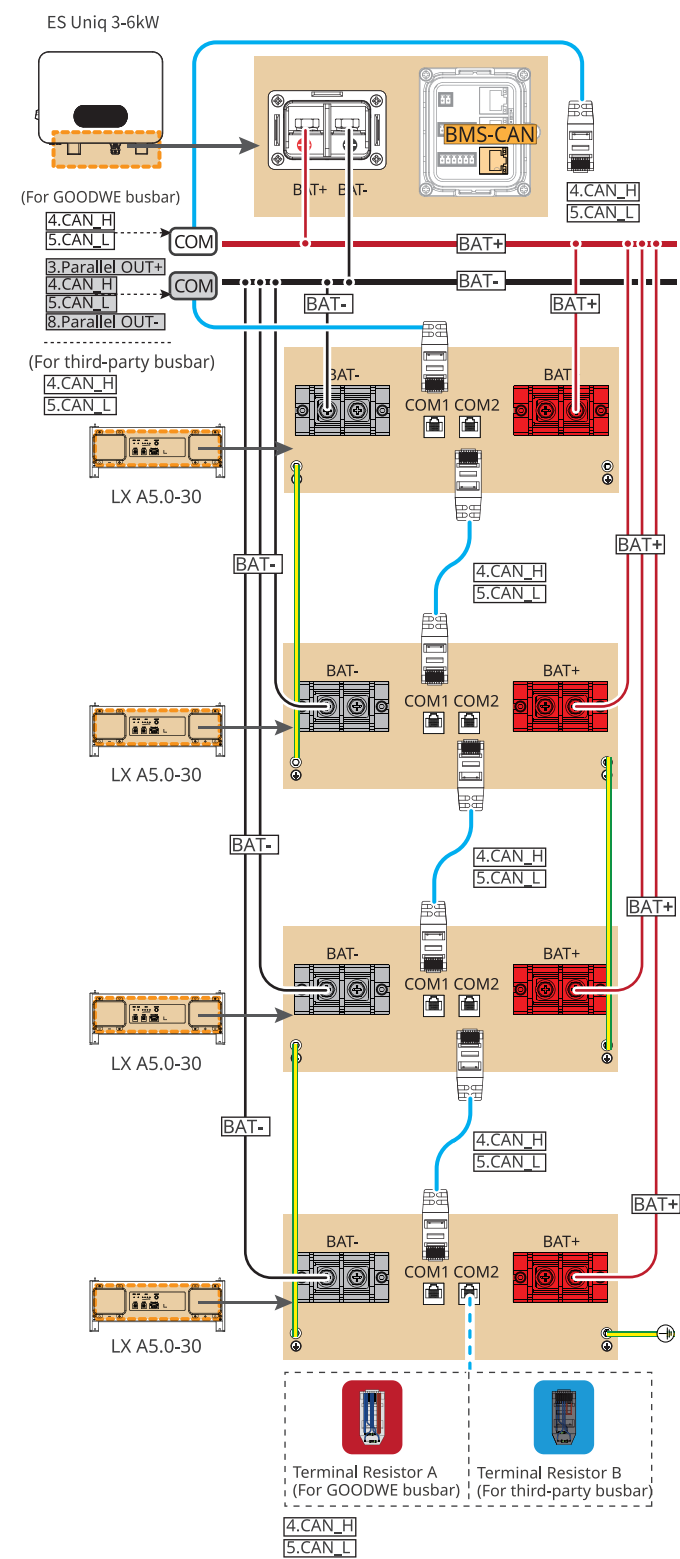 ES Uniq 3-6kW
BMS-CAN
BAT+ BAT-
4.CAN_H
5.CAN_L
(For GOODWE busbar)
4.CAN_H
5.CAN_L
COM
BAT+
3.Parallel OUT+
4.CAN_H
5.CAN_L
8.Parallel OUT-
COM
BAT-
BAT-
BAT+
(For third-party busbar)
4.CAN_H
5.CAN_L
BAT-
BAT
COM1 COM2
LX A5.0-30
BAT-
BAT+
4.CAN_H
5.CAN_L
BAT-
BAT+
COM1 COM2
LX A5.0-30
BAT-
4.CAN_H
5.CAN_L
BAT+
BAT-
BAT+
COM1 COM2
LX A5.0-30
BAT-
4.CAN_H
5.CAN_L
BAT+
BAT-
BAT+
COM1 COM2
LX A5.0-30
Terminal Resistor A
(For GOODWE busbar)
Terminal Resistor B
(For third-party busbar)
4.CAN_H
5.CAN_L